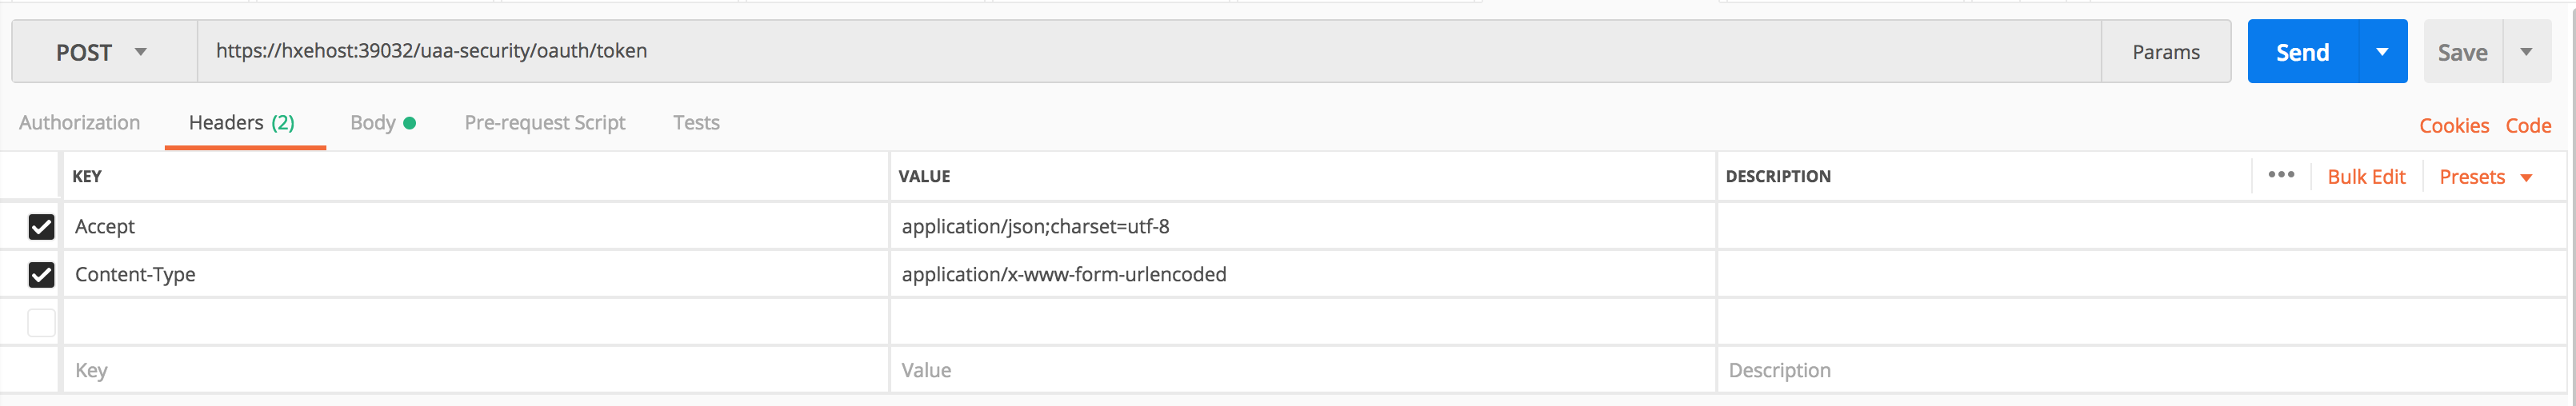 POST https://hxehost:39032/uaa-security/oauth/token Params Send Save
Authorization Headers (2) Body Pre-request Script Tests Cookies Code
KEY VALUE DESCRIPTION ••• Bulk Edit Presets
Accept application/json;charset=utf-8
Content-Type application/x-www-form-urlencoded
Key Value Description